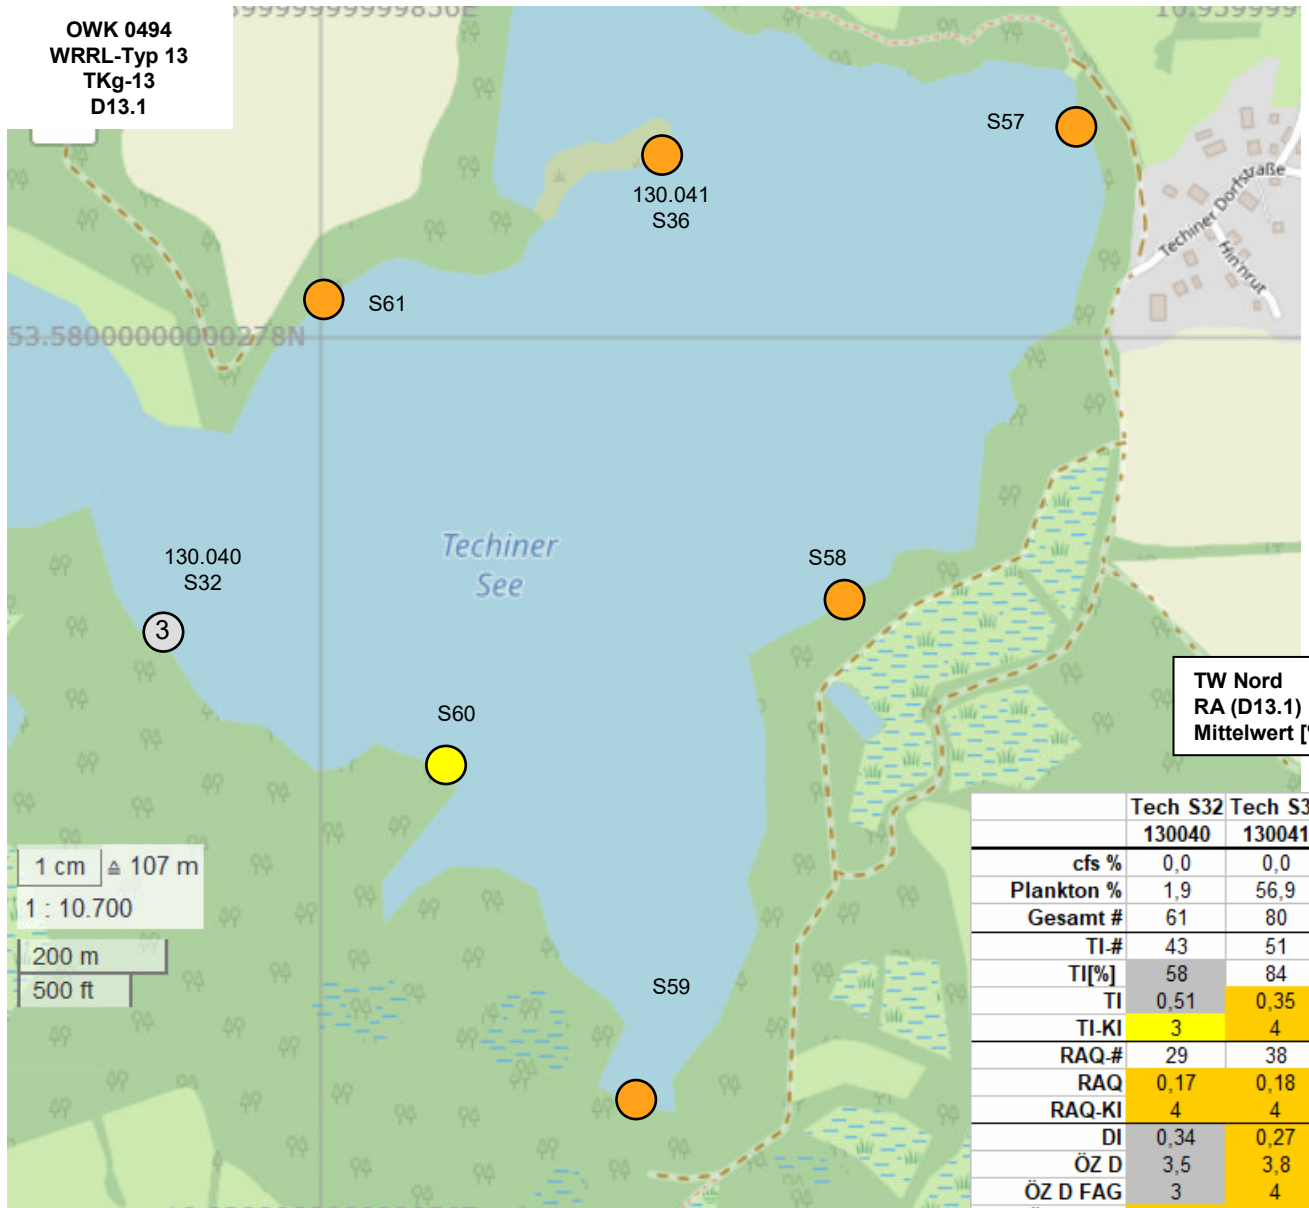 OWK 0494
WRRL-Typ 13
TKg-13
D13.1
S57
130.041
S36
Techiner Dorfstraße
Hin'nrut
S61
53.58000000000278N
130.040
S32
3
Techiner
See
S58
S60
TW Nord
RA (D13.1)
Mittelwert [
1 cm ≙ 107 m
1 : 10.700
200 m
500 ft
S59
Tech S32 Tech S3
130040 130041
cfs % 0,0 0,0
Plankton % 1,9 56,9
Gesamt # 61 80
TI-# 43 51
TI[%] 58 84
TI 0,51 0,35
TI-KI 3 4
RAQ-# 29 38
RAQ 0,17 0,18
RAQ-KI 4 4
DI 0,34 0,27
ÖZ D 3,5 3,8
ÖZ D FAG 3 4